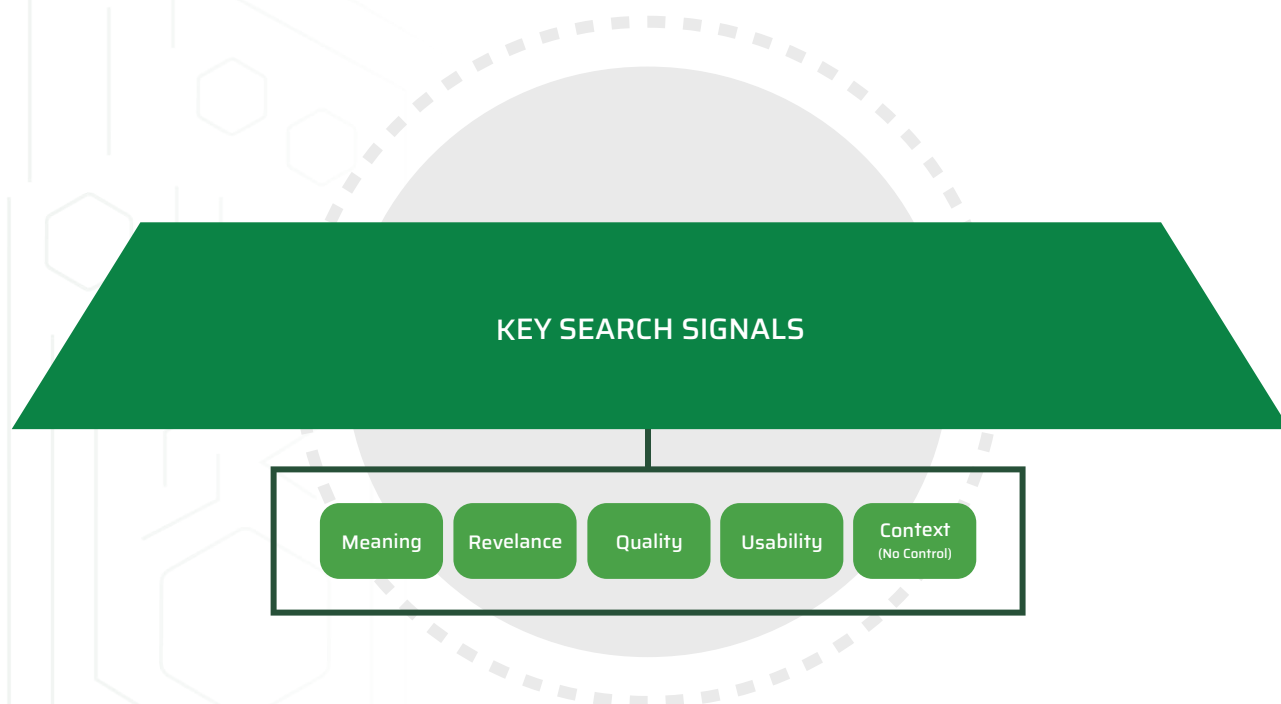 KEY SEARCH SIGNALS
Meaning
Revelance
Quality
Usability
Context
(No Control)